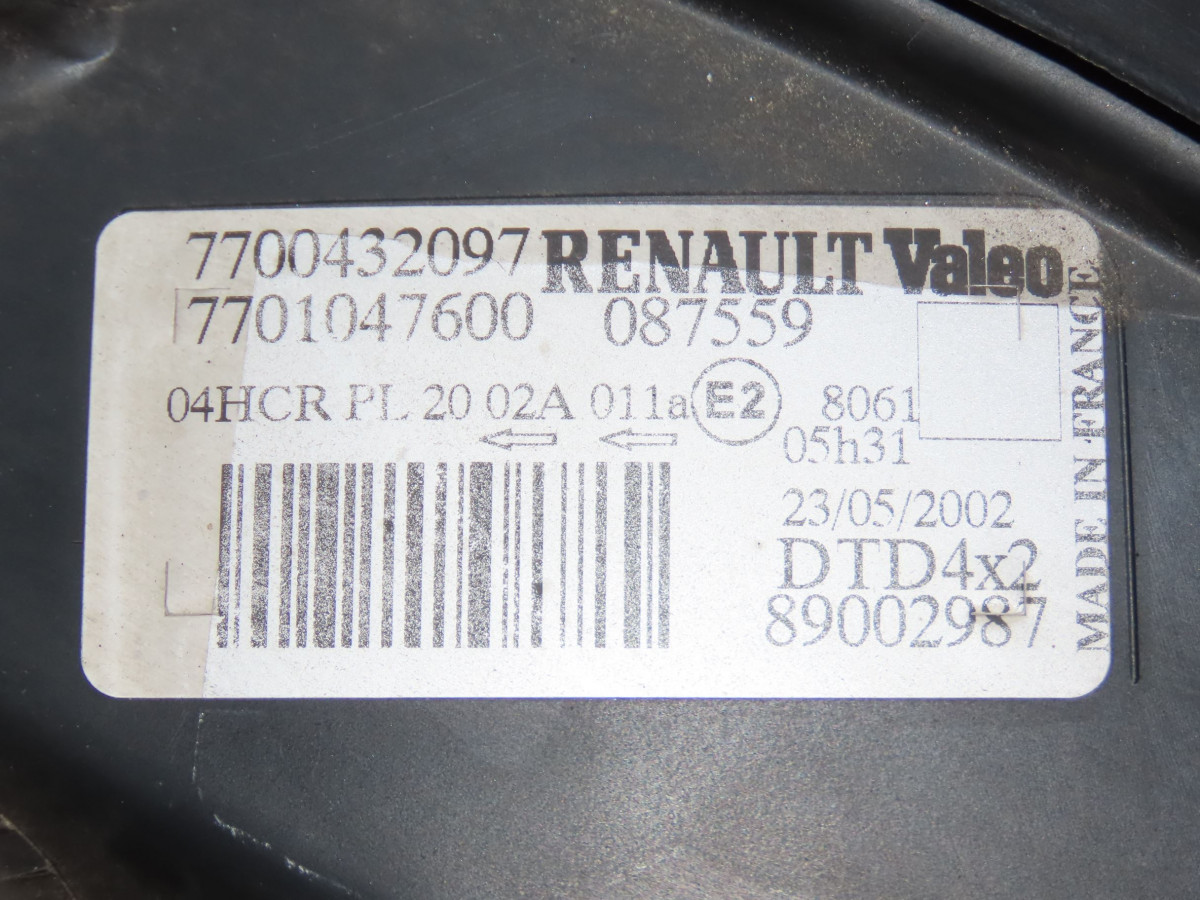 7700432097 RENAULT Valeo
7701047600 087559
04HCR PL 20 02A 011a E2 8061
05h31
23/05/2002
DTD4x2
89002987
MADE IN FRANCE